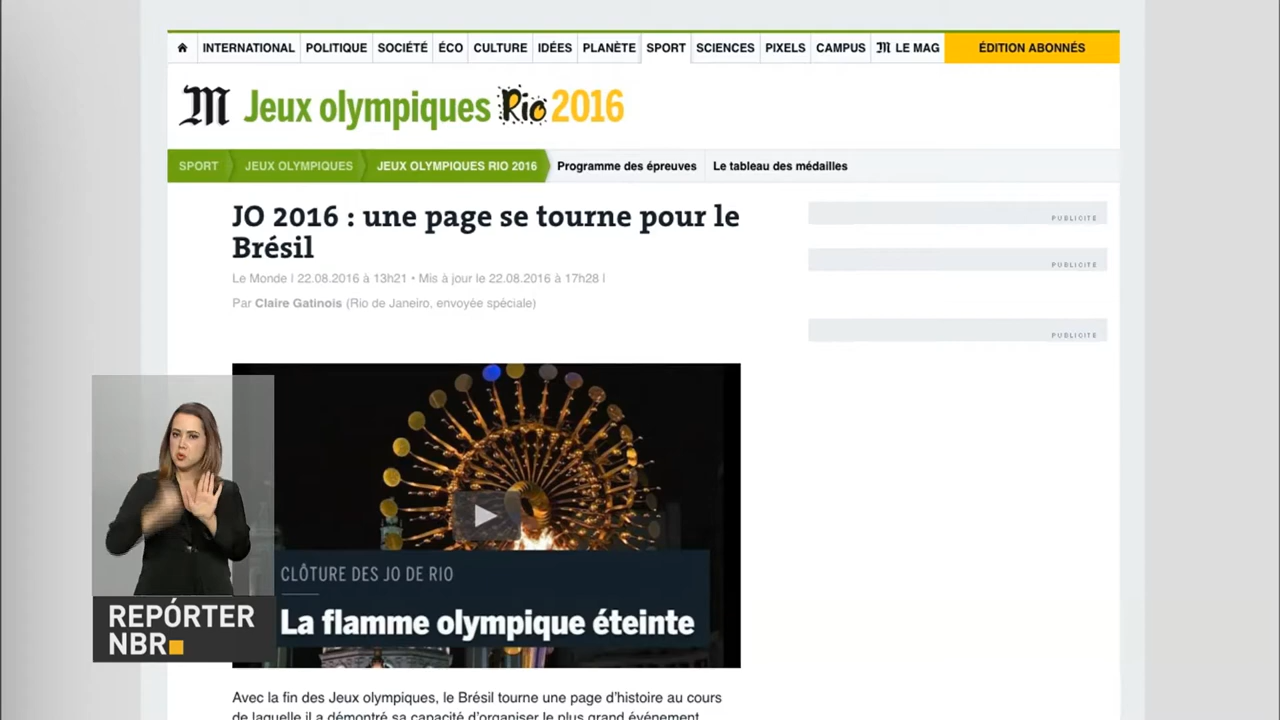 INTERNATIONAL POLITIQUE SOCIÉTÉ ÉCO CULTURE IDÉES PLANÈTE SPORT SCIENCES PIXELS CAMPUS M LE MAG ÉDITION ABONNÉS
M Jeux olympiques Rio 2016
SPORT JEUX OLYMPIQUES JEUX OLYMPIQUES RIO 2016 Programme des épreuves Le tableau des médailles
JO 2016 : une page se tourne pour le
Brésil
Le Monde | 22.08.2016 à 13h21 • Mis à jour le 22.08.2016 à 17h28 |
Par Claire Gatinois (Rio de Janeiro, envoyée spéciale)
PUBLICITÉ
PUBLICITÉ
PUBLICITÉ
CLÔTURE DES JO DE RIO
La flamme olympique éteinte
REPÓRTER
NBR
Avec la fin des Jeux olympiques, le Brésil tourne une page d'histoire au cours
de laquelle il a démontré sa capacité d'organiser le plus grand événement